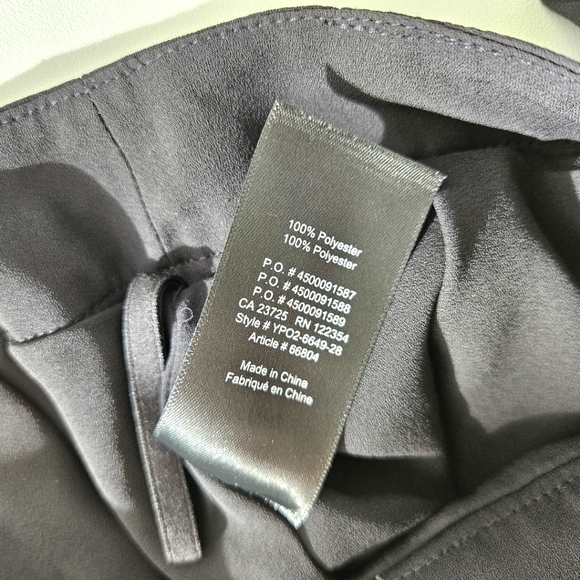 100% Polyester
100% Polyester
P.O. # 4500091587
P.O. # 4500091588
P.O. # 4500091589
CA 23725 RN 122354
Style # YPO2-6649-28
Article # 66804
Made in China
Fabriqué en Chine